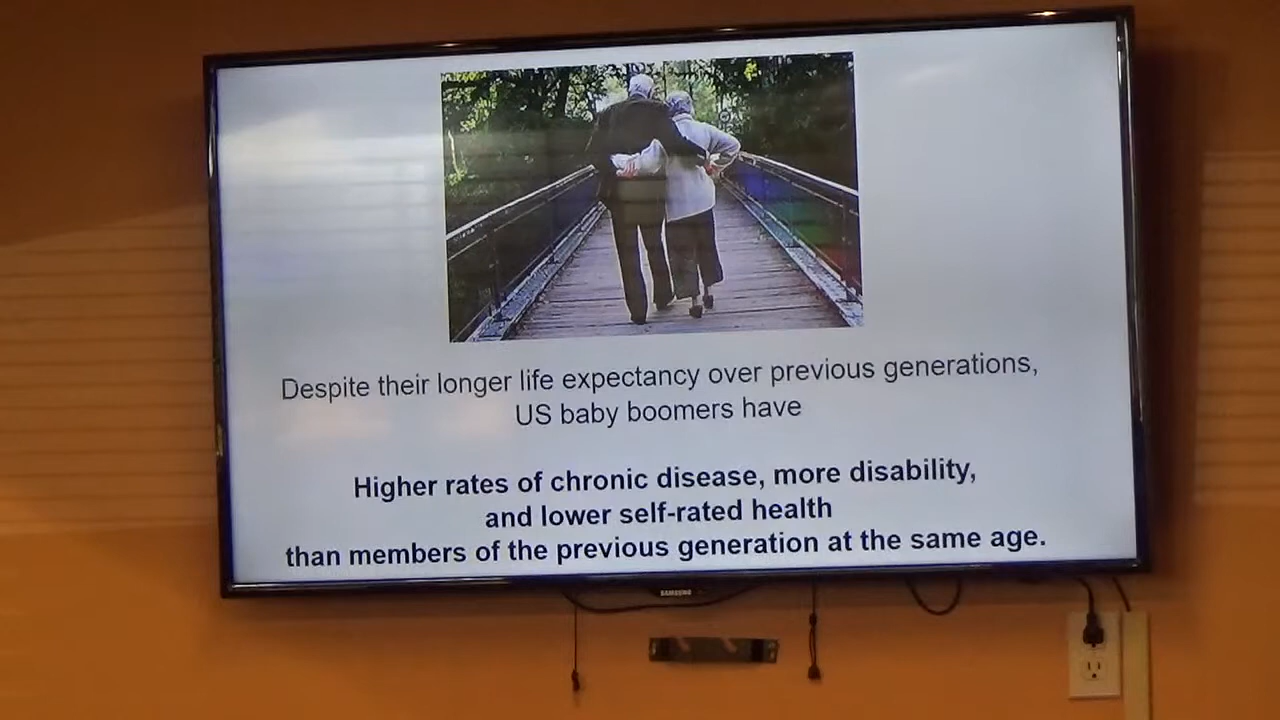 Despite their longer life expectancy over previous generations,
US baby boomers have
Higher rates of chronic disease, more disability,
and lower self-rated health
than members of the previous generation at the same age.
SAMSUNG